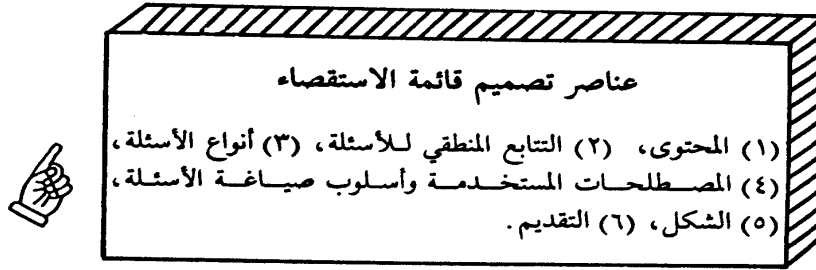 عناصر تصميم قائمة الاستقصاء
(١) المحتوى، (٢) التتابع المنطقي للأسئلة، (٣) أنواع الأسئلة،
(٤) المصطلحات المستخدمة وأسلوب صياغة الأسئلة،
(٥) الشكل، (٦) التقديم.